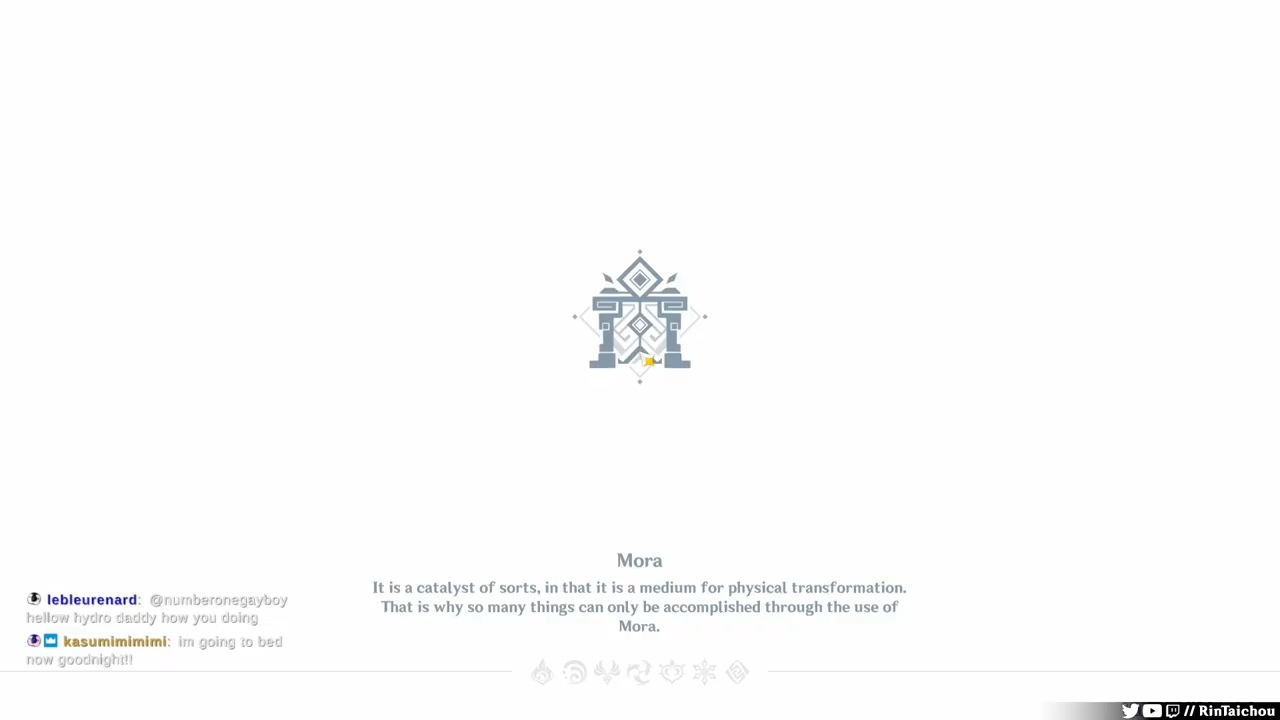 Mora
It is a catalyst of sorts, in that it is a medium for physical transformation.
That is why so many things can only be accomplished through the use of
Mora.
lebleurenard: @numberonegayboy
hellow hydro daddy how you doing
kasumimimimi: im going to bed
now goodnight!!
// RinTaichou